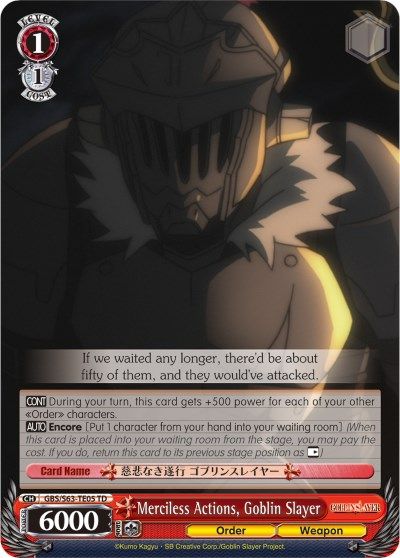 LEVEL
1
1
COST
If we waited any longer, there'd be about
fifty of them, and they would've attacked.
CONT During your turn, this card gets +500 power for each of your other
«Order» characters.
AUTO Encore [Put 1 character from your hand into your waiting room] (When
this card is placed into your waiting room from the stage, you may pay the
cost. If you do, return this card to its previous stage position as )
Card Name 慈悲なき遂行 ゴブリンスレイヤー
CH GBS/S63-TE05 TD
POWER 6000
Merciless Actions, Goblin Slayer
GOBLIN SLAYER
Order Weapon
©Kumo Kagyu・SB Creative Corp./Goblin Slayer Project.